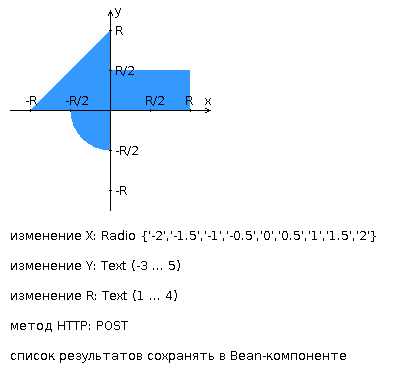 y
R
R/2
-R -R/2 R/2 R x
-R/2
-R
изменение X: Radio {'-2','-1.5','-1','-0.5','0','0.5','1','1.5','2'}
изменение Y: Text (-3 ... 5)
изменение R: Text (1 ... 4)
метод HTTP: POST
список результатов сохранять в Bean-компоненте